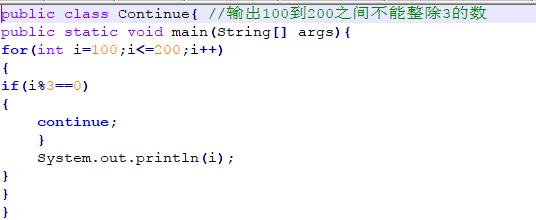 public class Continue{ //输出100到200之间不能整除3的数
public static void main(String[] args){
for(int i=100;i<=200;i++)
{
if(i%3==0)
{
continue;
}
System.out.println(i);
}
}
}